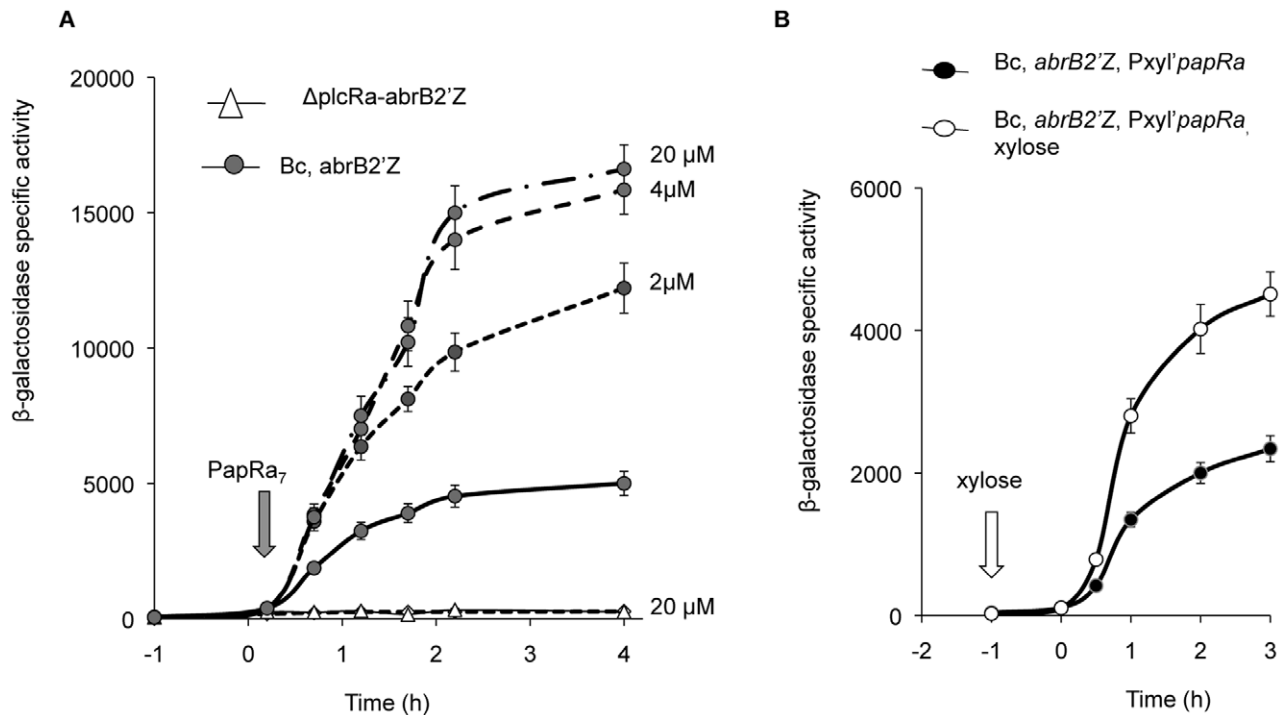 A
β-galactosidase specific activity
20000
15000
10000
5000
0
-1
0
1
2
3
4
Time (h)
ΔplcRa-abrB2'Z
Bc, abrB2'Z
PapRa7
20 µM
4µM
2µM
20 µM
B
Bc, abrB2'Z, Pxyl'papRa
Bc, abrB2'Z, Pxyl'papRa,
xylose
β-galactosidase specific activity
6000
4000
2000
0
-2
-1
0
1
2
3
Time (h)
xylose